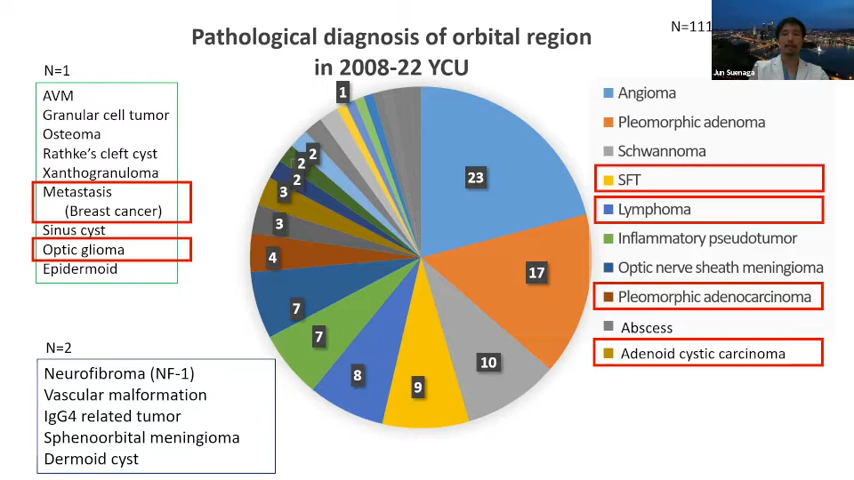 Pathological diagnosis of orbital region
in 2008-22 YCU
N=111
Jun Suenaga
N=1
AVM
Granular cell tumor
Osteoma
Rathke's cleft cyst
Xanthogranuloma
Metastasis
(Breast cancer)
Sinus cyst
Optic glioma
Epidermoid
N=2
Neurofibroma (NF-1)
Vascular malformation
IgG4 related tumor
Sphenoorbital meningioma
Dermoid cyst
1
2
2
2
3
3
4
7
7
8
9
10
17
23
Angioma
Pleomorphic adenoma
Schwannoma
SFT
Lymphoma
Inflammatory pseudotumor
Optic nerve sheath meningioma
Pleomorphic adenocarcinoma
Abscess
Adenoid cystic carcinoma